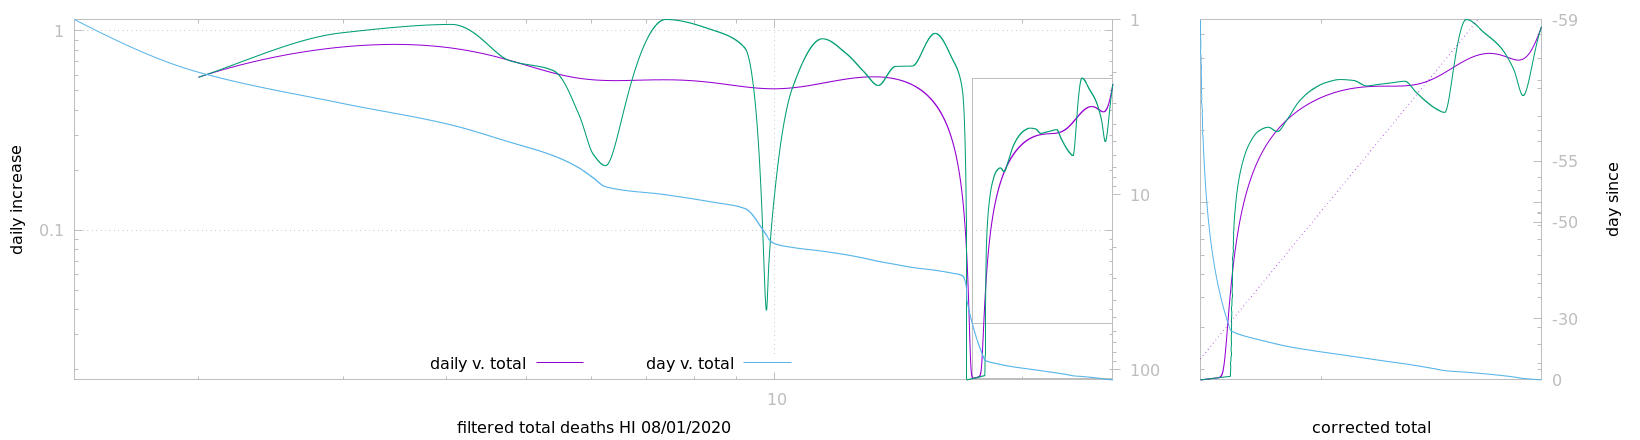 1
0.1
daily increase
daily v. total
day v. total
10
filtered total deaths HI 08/01/2020
1
10
100
-59
-55
-50
-30
0
day since
corrected total